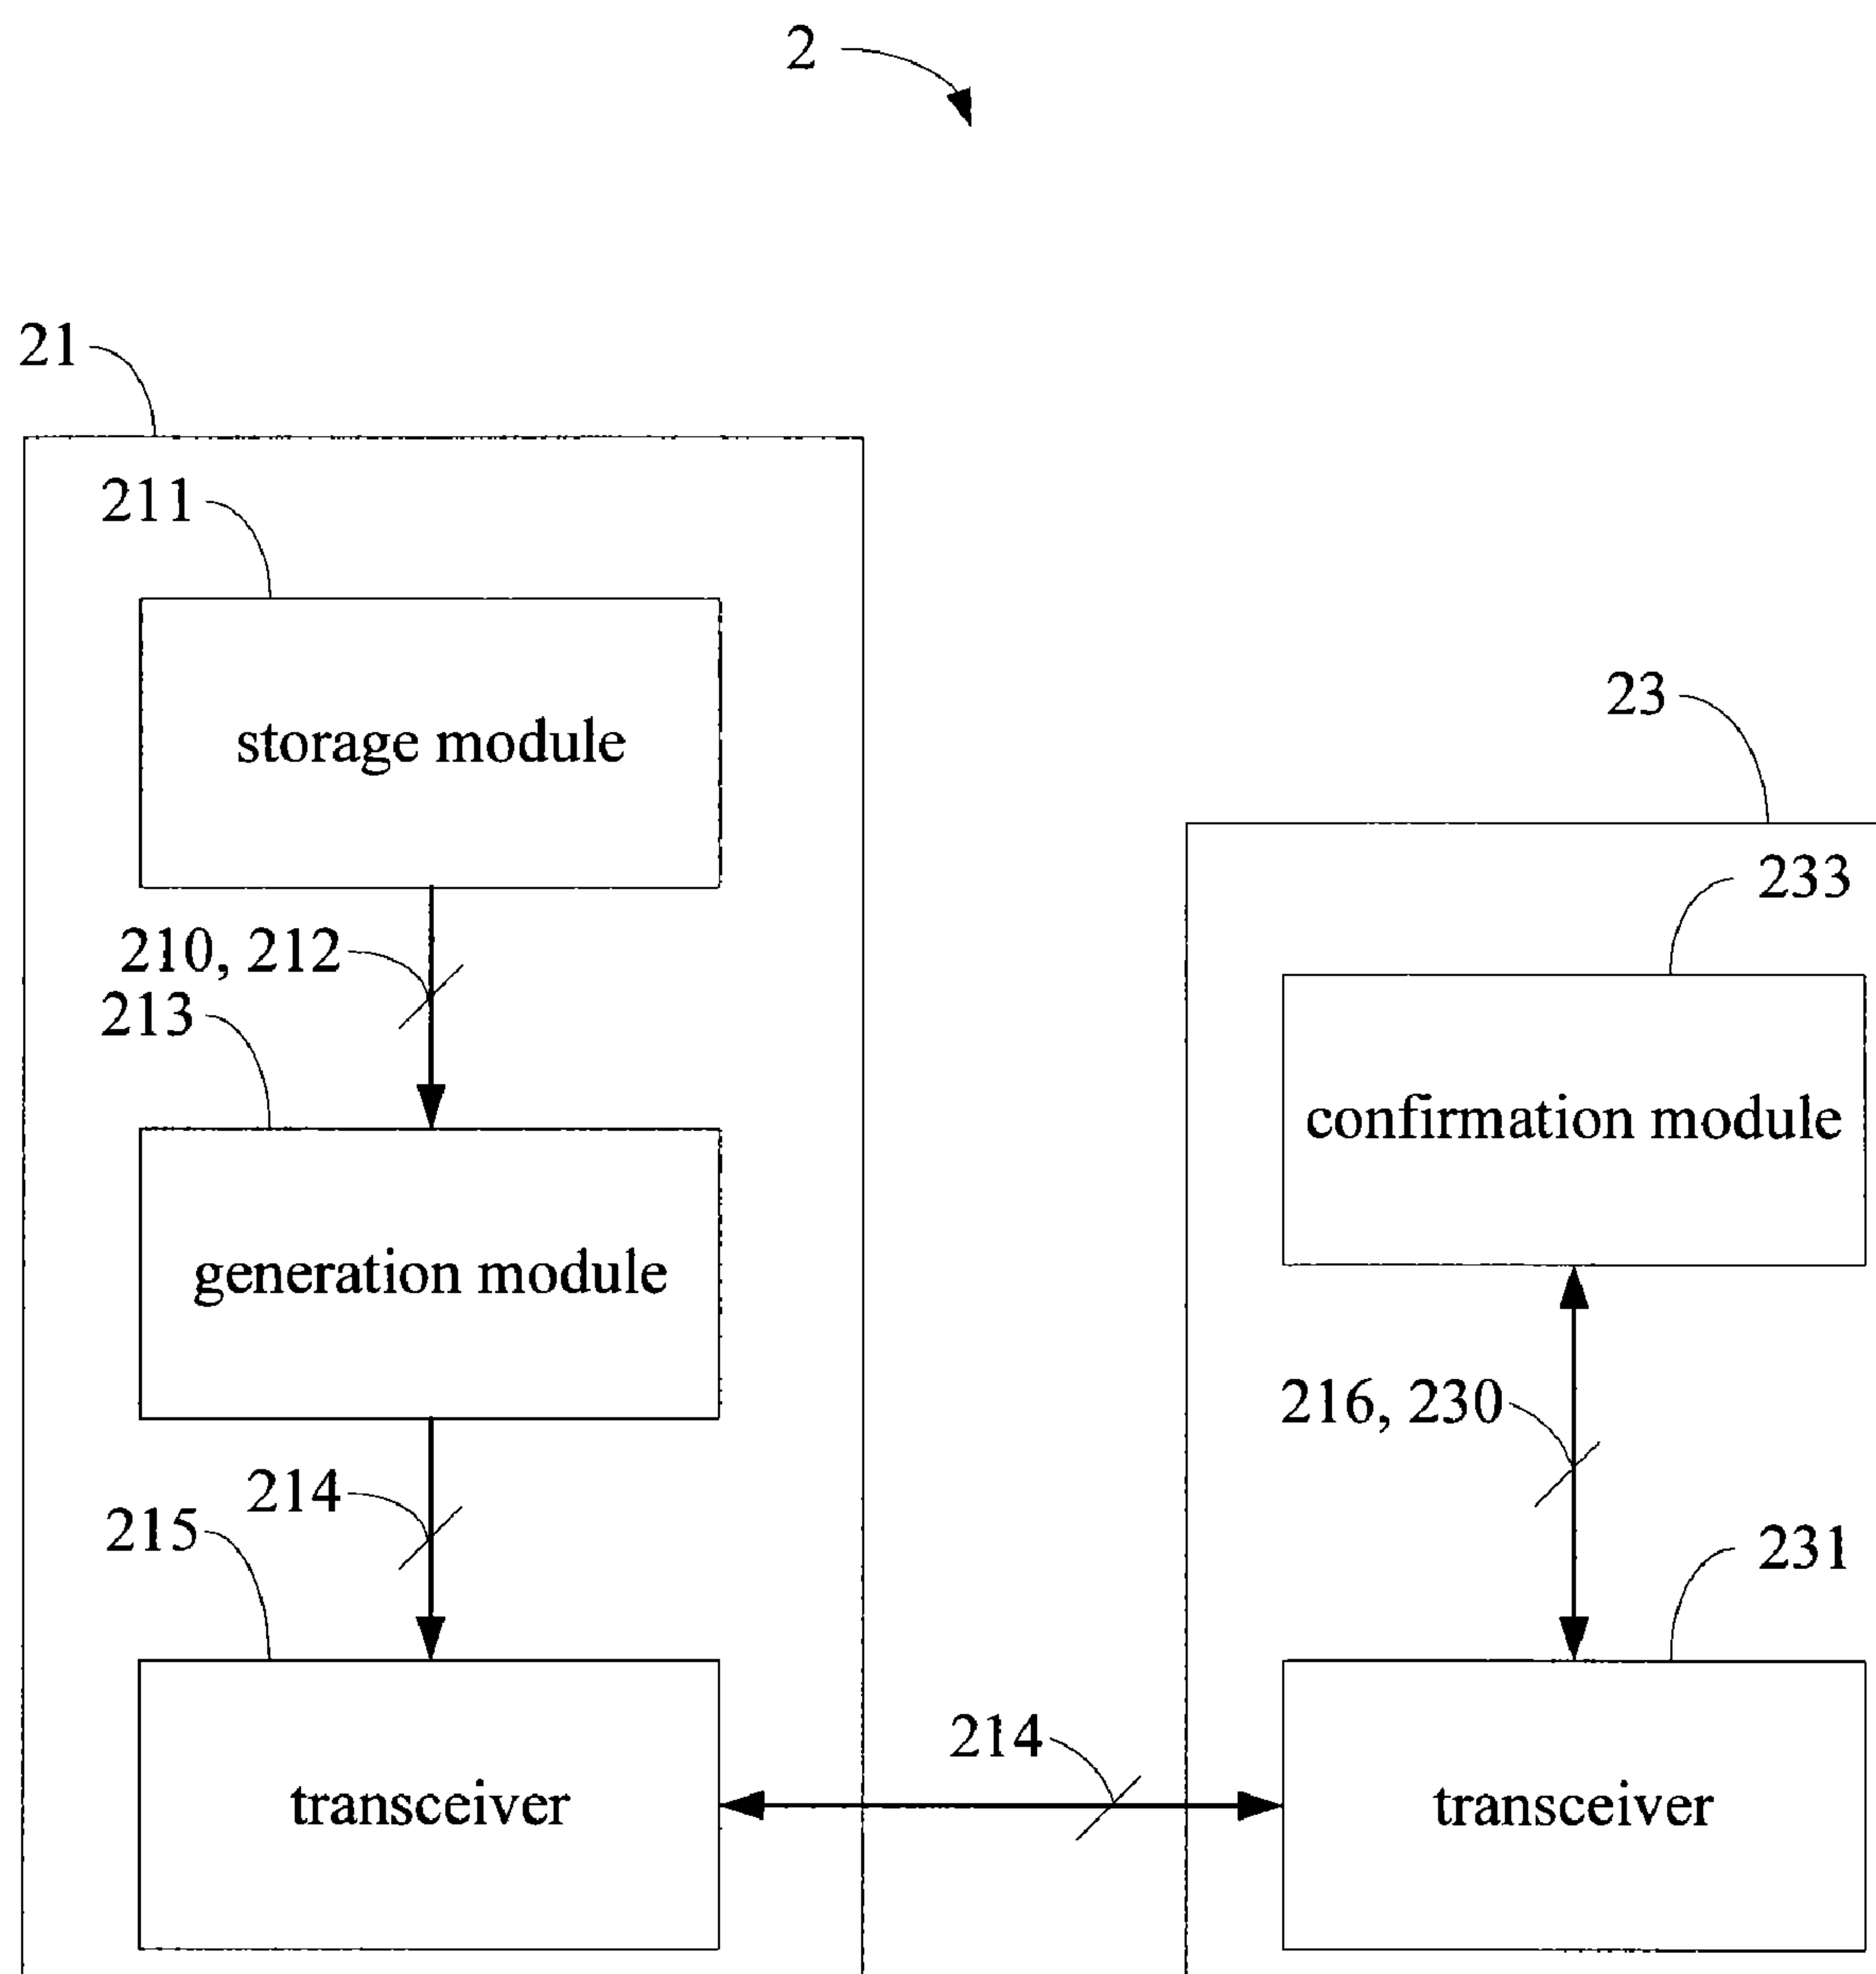 2
21
211
storage module
23
233
210, 212
213
confirmation module
generation module
216, 230
214
215
231
214
transceiver
transceiver